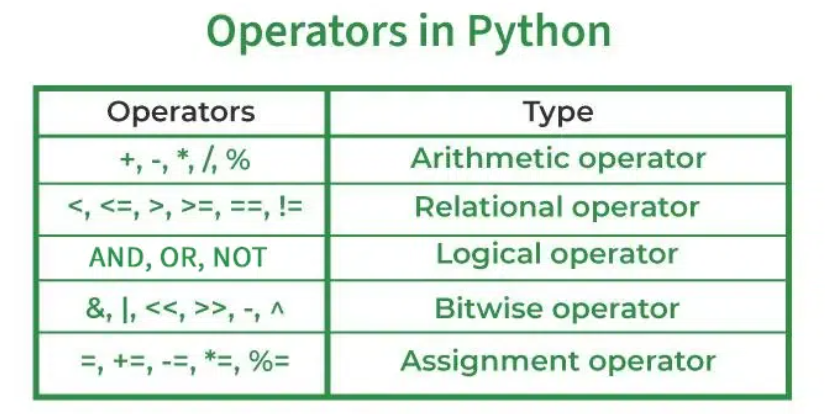 Operators in Python
Operators Type
+, -, *, /, % Arithmetic operator
<, <=, >, >=, ==, != Relational operator
AND, OR, NOT Logical operator
&, |, <<, >>, -, ^ Bitwise operator
=, +=, -=, *=, %= Assignment operator